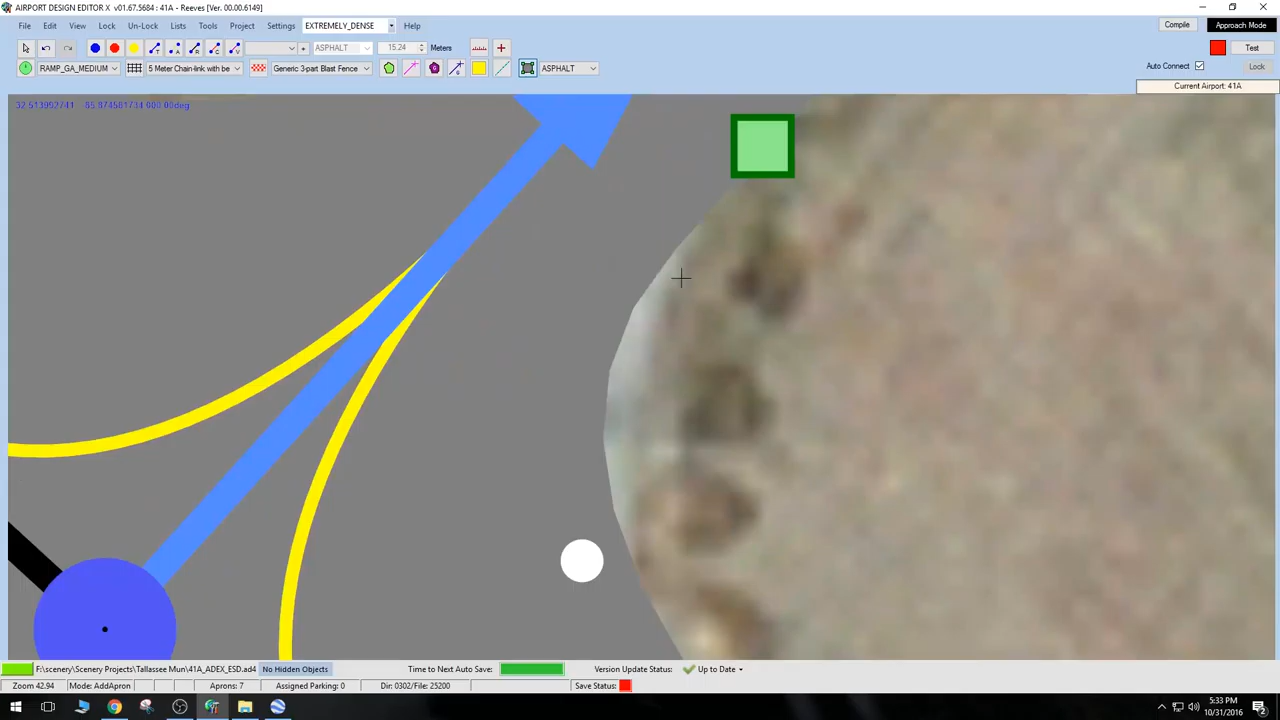 AIRPORT DESIGN EDITOR X v01.67.5684 : 41A - Reeves [Ver. 00.00.6149]
File Edit View Lock Un-Lock Lists Tools Project Settings EXTREMELY_DENSE Help Compile Approach Mode
ASPHALT 15.24 Meters Test
RAMP_GA_MEDIUM 5 Meter Chain-link with be Generic 3-part Blast Fence ASPHALT Auto Connect Lock
Current Airport: 41A
F:\scenery\Scenery Projects\Tallassee Mun\41A_ADEX_ESD.ad4 No Hidden Objects Time to Next Auto Save: Version Update Status: Up to Date
Zoom 42.94 Mode: AddApron Aprons: 7 Assigned Parking: 0 Dir: 0302/File: 25200 Save Status:
5:33 PM
10/31/2016